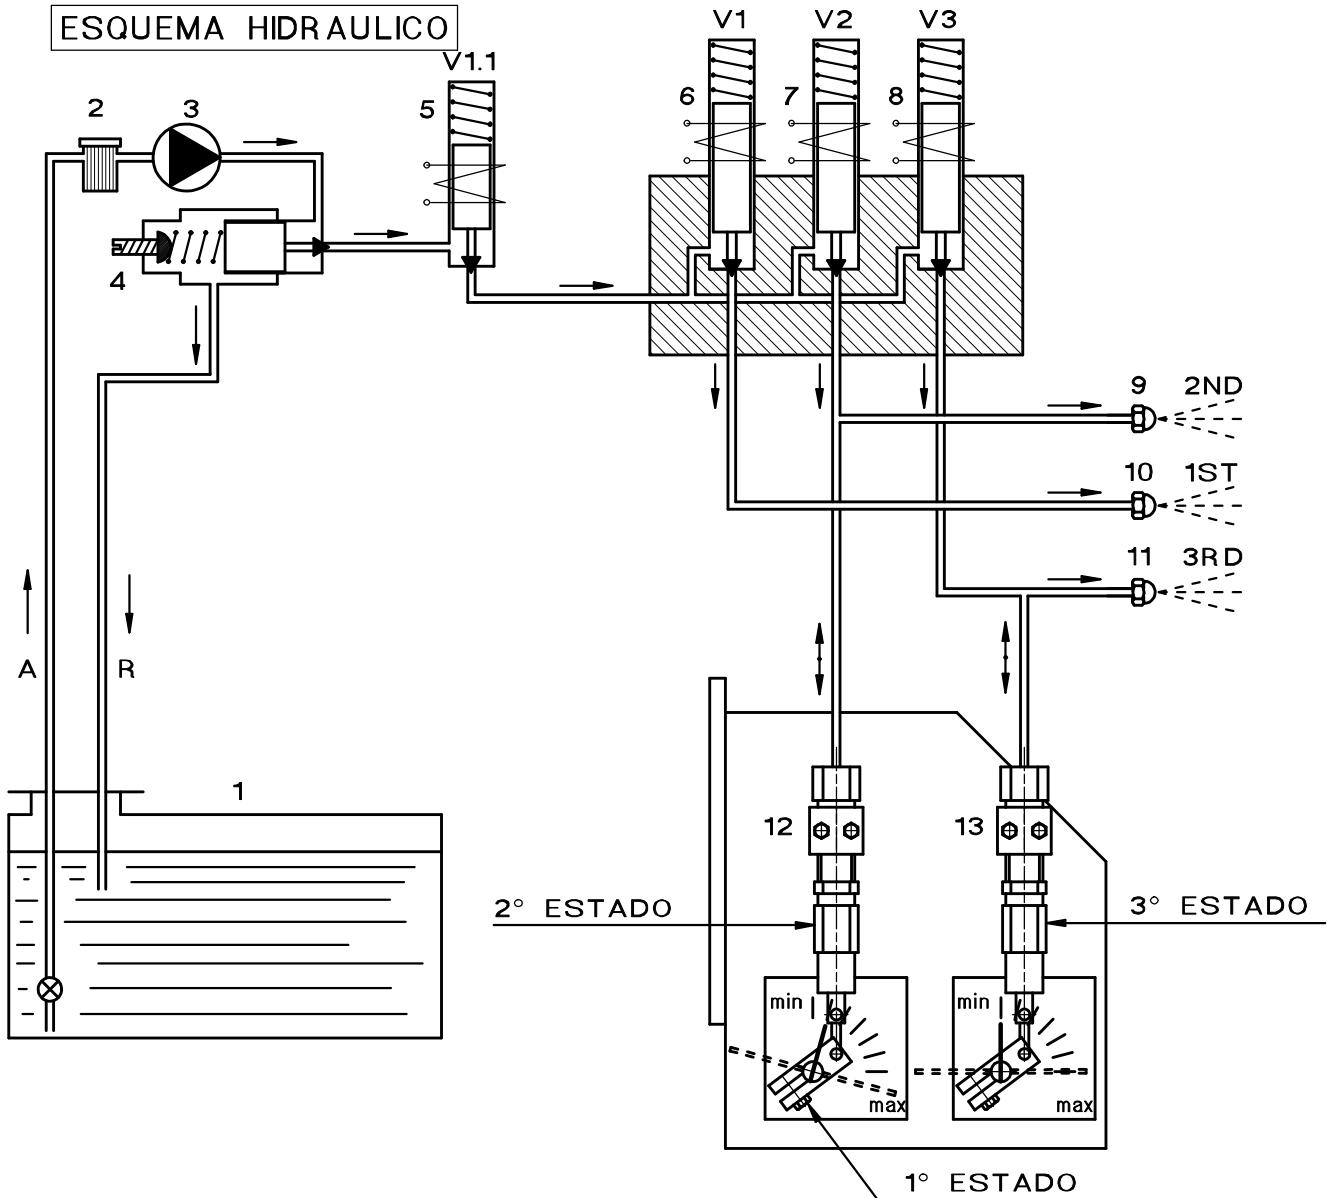 ESQUEMA HIDRAULICO
V1 V2 V3
V1.1
2 3 5 6 7 8
4
9 2ND
10 1ST
11 3RD
A R
1
12 13
2° ESTADO
3° ESTADO
min min
max max
1° ESTADO